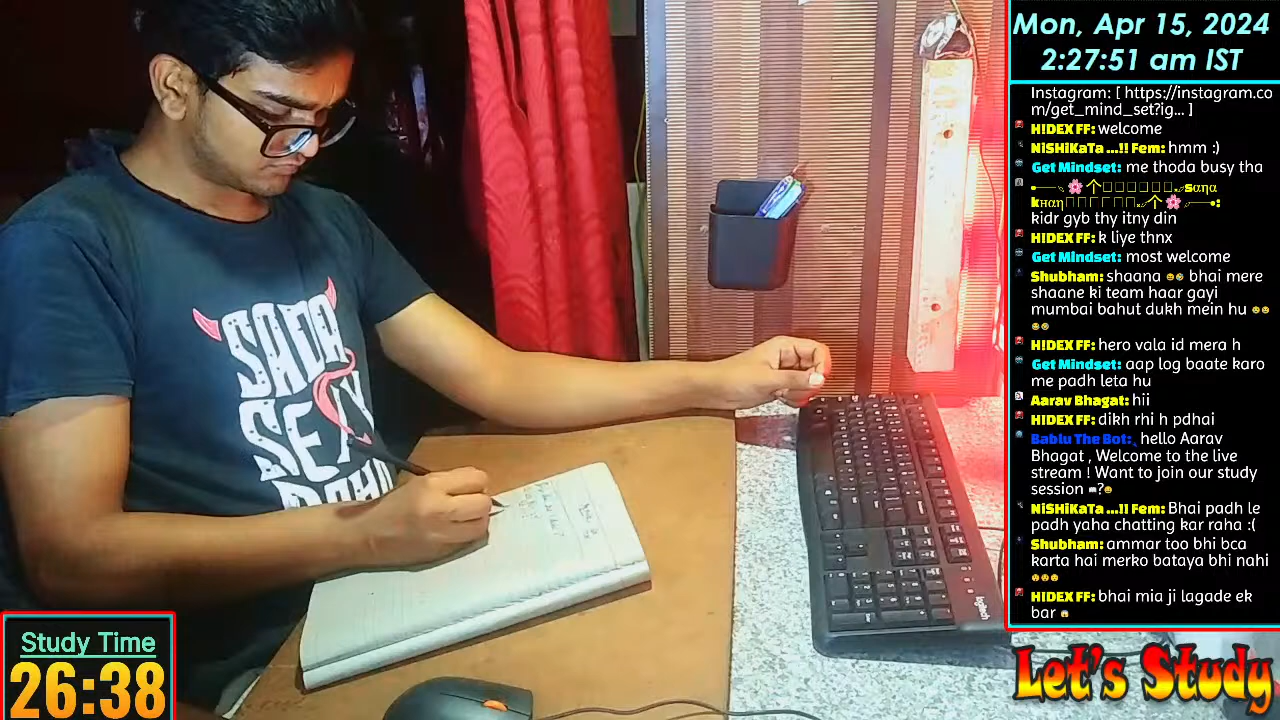 Mon, Apr 15, 2024
2:27:51 am IST
Instagram: [ https://instagram.co
m/get_mind_set?ig... ]
HIDEX FF: welcome
NiSHiKaTa ...!! Fem: hmm :)
Get Mindset: me thoda busy tha
kidr gyb thy itny din
HIDEX FF: k liye thnx
Get Mindset: most welcome
Shubham: shaana 😄😄 bhai mere
shaane ki team haar gayi
mumbai bahut dukh mein hu
HIDEX FF: hero vala id mera h
Get Mindset: aap log baate karo
me padh leta hu
Aarav Bhagat: hii
HIDEX FF: dikh rhi h pdhai
Bablu The Bot: hello Aarav
Bhagat , Welcome to the live
stream ! Want to join our study
session ?
NiSHiKaTa ...!! Fem: Bhai padh le
padh yaha chatting kar raha :(
Shubham: ammar too bhi bca
karta hai merko bataya bhi nahi
HIDEX FF: bhai mia ji lagade ek
bar
SADA
SEXY
logitech
Study Time
26:38
Let's Study